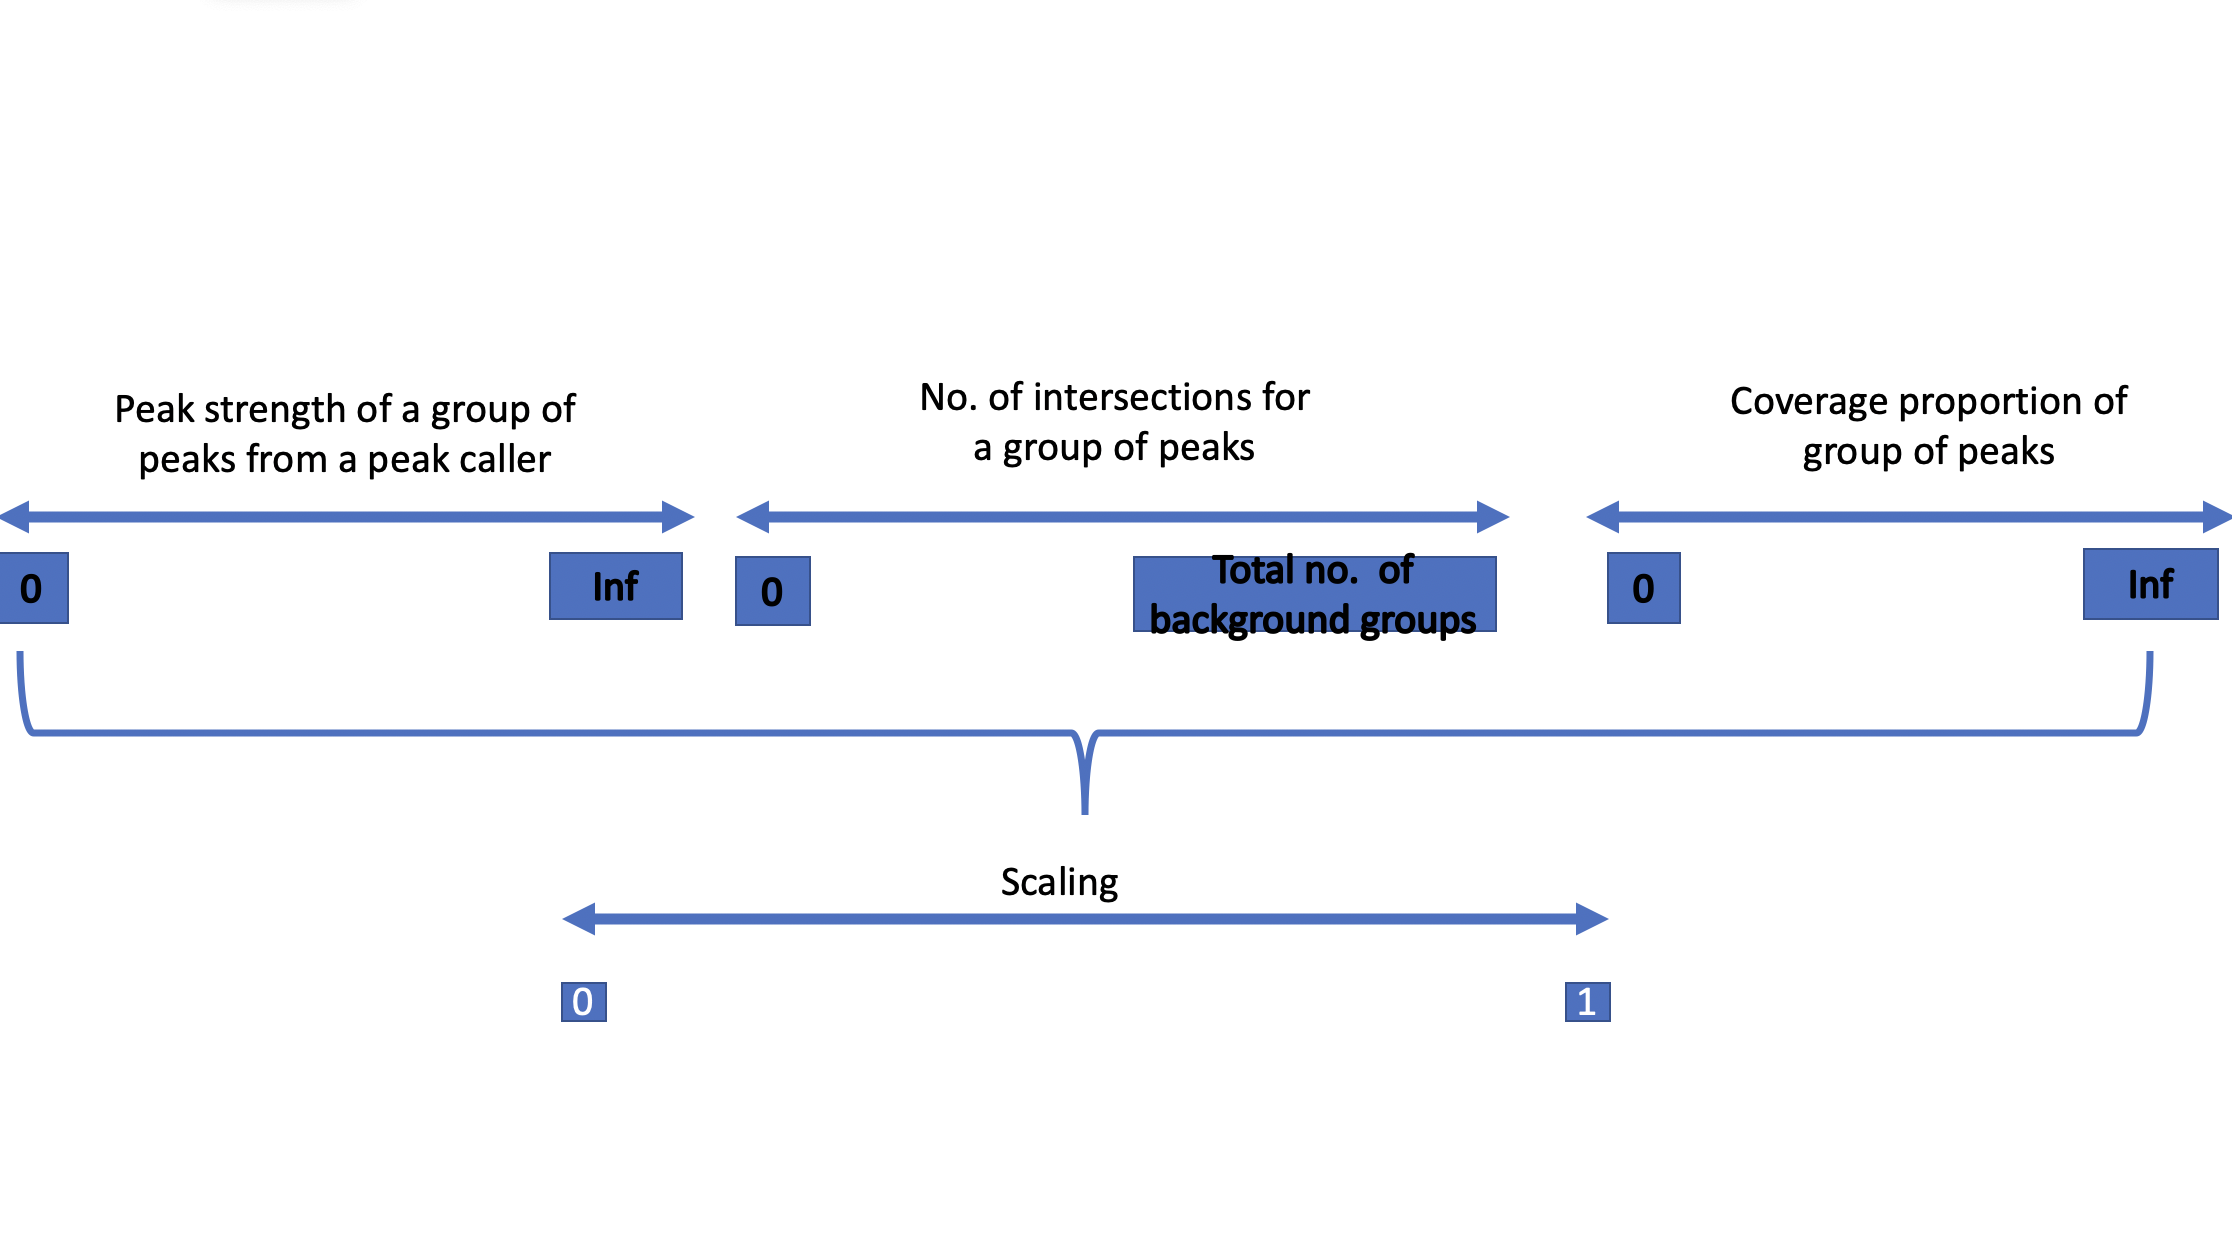 Peak strength of a group of
peaks from a peak caller
No. of intersections for
a group of peaks
Coverage proportion of
group of peaks
0
Inf
0
Total no.  of
background groups
0
Inf
Scaling
0
1